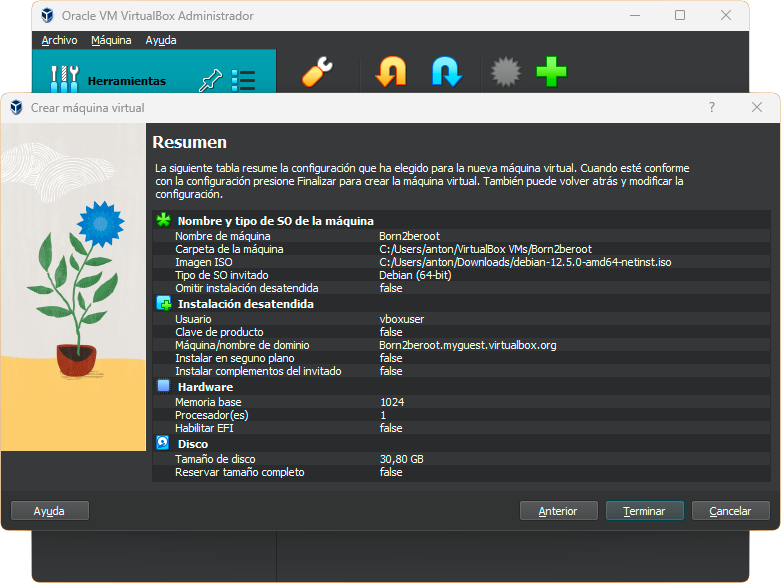 Oracle VM VirtualBox Administrador
Archivo Máquina Ayuda
Herramientas
Crear máquina virtual
Resumen
La siguiente tabla resume la configuración que ha elegido para la nueva máquina virtual. Cuando esté conforme
con la configuración presione Finalizar para crear la máquina virtual. También puede volver atrás y modificar la
configuración.
Nombre y tipo de SO de la máquina
Nombre de máquina Born2beroot
Carpeta de la máquina C:/Users/anton/VirtualBox VMs/Born2beroot
Imagen ISO C:/Users/anton/Downloads/debian-12.5.0-amd64-netinst.iso
Tipo de SO invitado Debian (64-bit)
Omitir instalación desatendida false
Instalación desatendida
Usuario vboxuser
Clave de producto false
Máquina/nombre de dominio Born2beroot.myguest.virtualbox.org
Instalar en seguno plano false
Instalar complementos del invitado false
Hardware
Memoria base 1024
Procesador(es) 1
Habilitar EFI false
Disco
Tamaño de disco 30,80 GB
Reservar tamaño completo false
Ayuda Anterior Terminar Cancelar